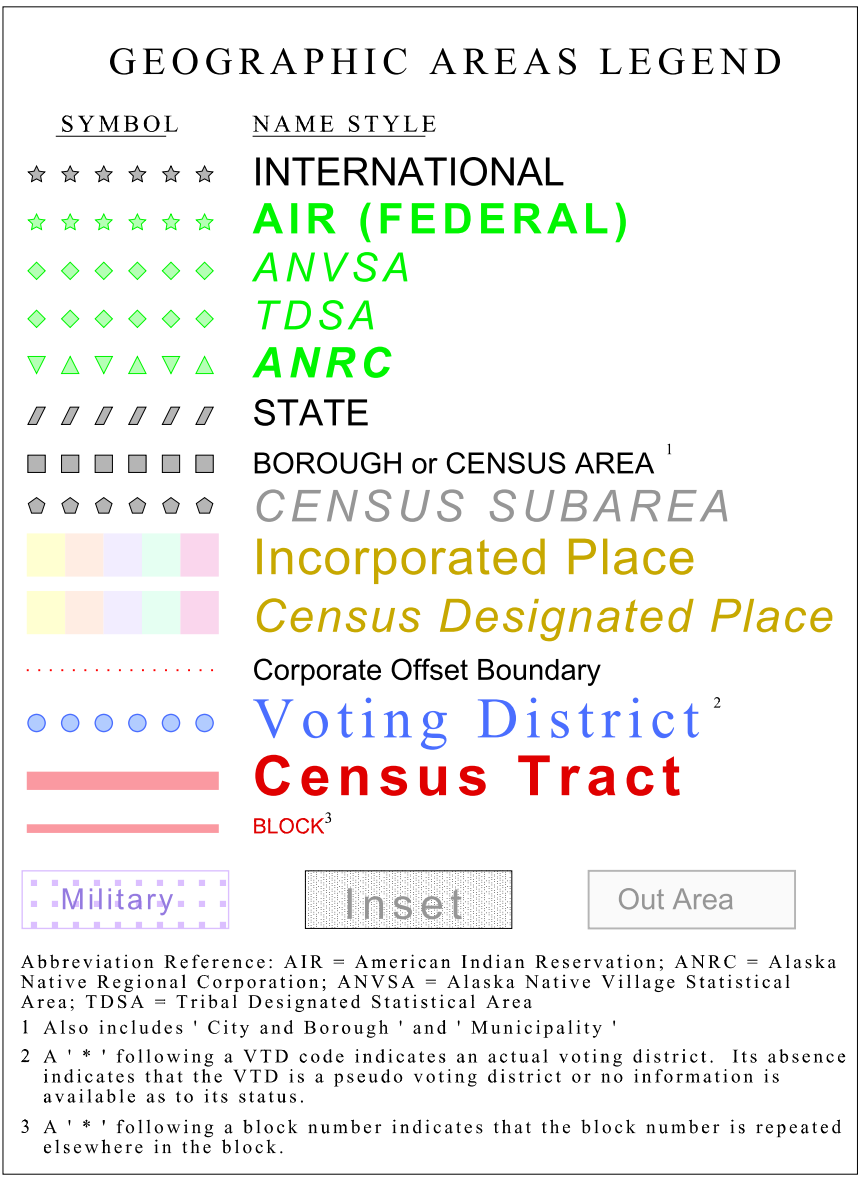 GEOGRAPHIC AREAS LEGEND
SYMBOL NAME STYLE
INTERNATIONAL
AIR (FEDERAL)
ANVSA
TDSA
ANRC
STATE
BOROUGH or CENSUS AREA 1
CENSUS SUBAREA
Incorporated Place
Census Designated Place
Corporate Offset Boundary
Voting District 2
Census Tract
BLOCK3
Military Inset Out Area
Abbreviation Reference: AIR = American Indian Reservation; ANRC = Alaska
Native Regional Corporation; ANVSA = Alaska Native Village Statistical
Area; TDSA = Tribal Designated Statistical Area
1 Also includes ' City and Borough ' and ' Municipality '
2 A ' * ' following a VTD code indicates an actual voting district. Its absence
indicates that the VTD is a pseudo voting district or no information is
available as to its status.
3 A ' * ' following a block number indicates that the block number is repeated
elsewhere in the block.